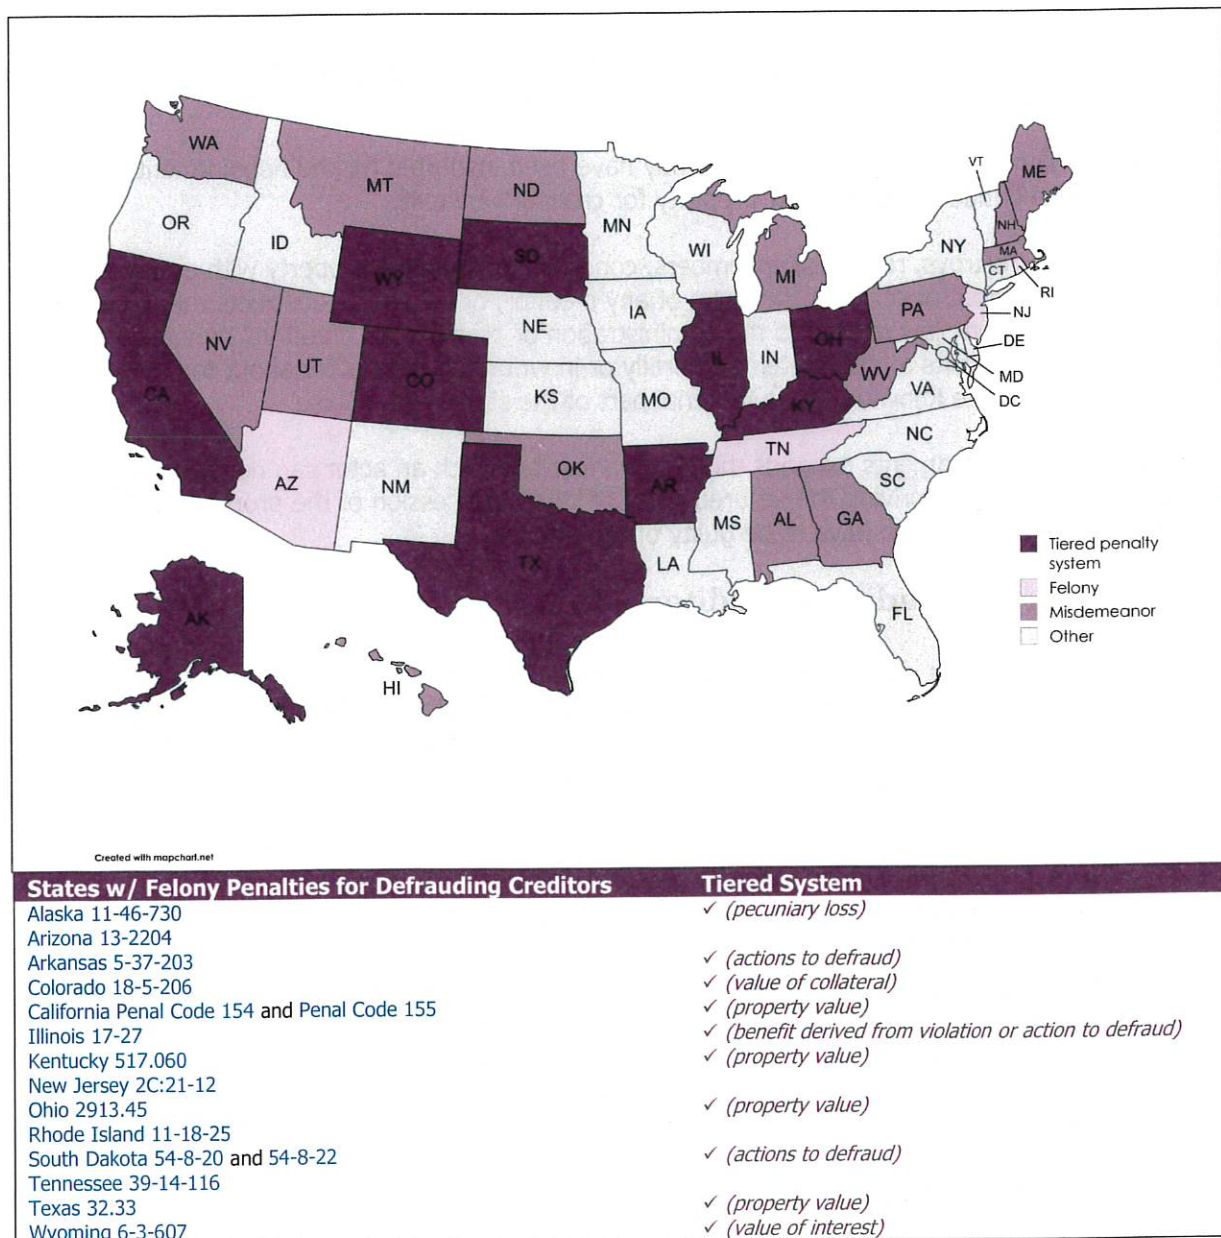 WA
MT
ND
MN
VT
ME
OR
ID
WY
SD
WI
MI
NY
NH
MA
CT
RI
NV
UT
CO
NE
IA
IL
IN
OH
PA
NJ
DE
MD
DC
CA
KS
MO
KY
WV
VA
AZ
NM
OK
AR
TN
NC
SC
TX
LA
MS
AL
GA
FL
AK
HI
Tiered penalty
system
Felony
Misdemeanor
Other
Created with mapchart.net
States w/ Felony Penalties for Defrauding Creditors Tiered System
Alaska 11-46-730 ✓ (pecuniary loss)
Arizona 13-2204
Arkansas 5-37-203 ✓ (actions to defraud)
Colorado 18-5-206 ✓ (value of collateral)
California Penal Code 154 and Penal Code 155 ✓ (property value)
Illinois 17-27 ✓ (benefit derived from violation or action to defraud)
Kentucky 517.060 ✓ (property value)
New Jersey 2C:21-12
Ohio 2913.45 ✓ (property value)
Rhode Island 11-18-25
South Dakota 54-8-20 and 54-8-22 ✓ (actions to defraud)
Tennessee 39-14-116
Texas 32.33 ✓ (property value)
Wyoming 6-3-607 ✓ (value of interest)